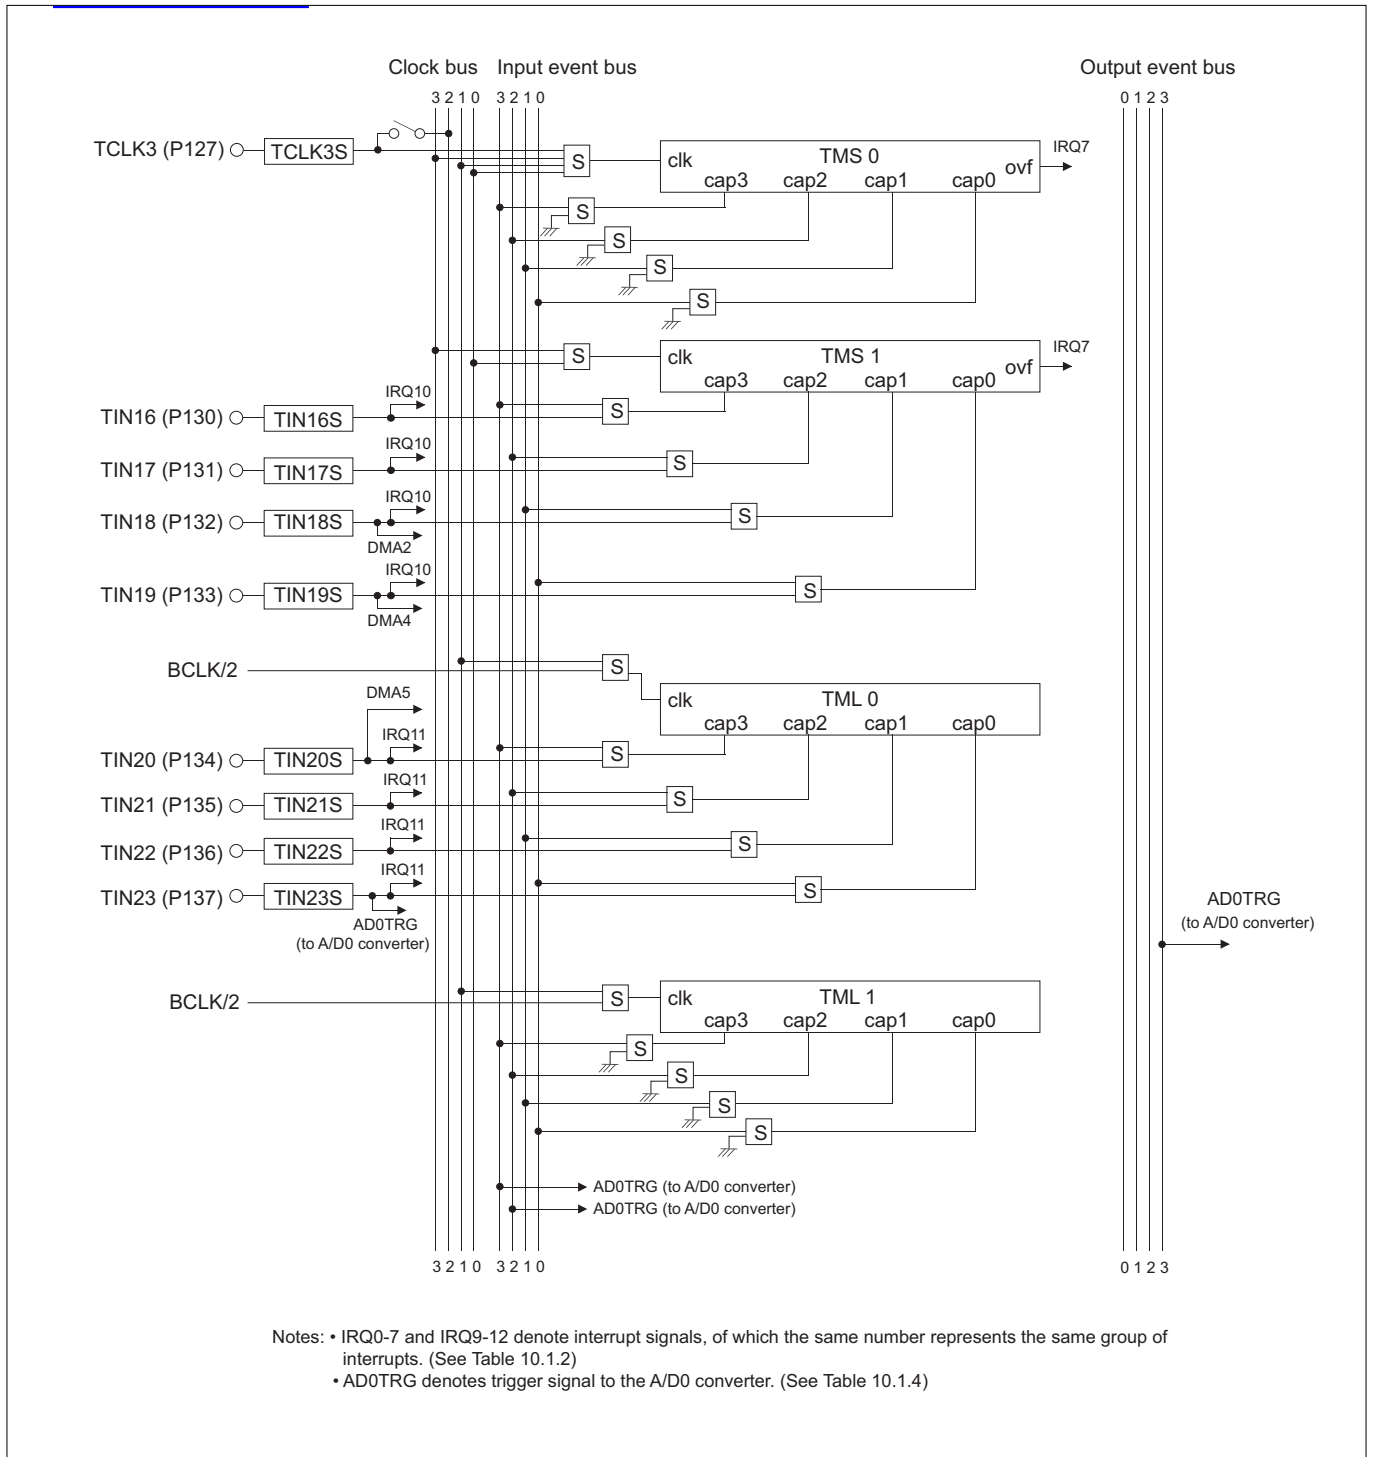 Clock bus Input event bus Output event bus
3 2 1 0 3 2 1 0 0 1 2 3
TCLK3 (P127) TCLK3S S clk TMS 0 ovf IRQ7
cap3 cap2 cap1 cap0
S
S
S
S
S clk TMS 1 ovf IRQ7
cap3 cap2 cap1 cap0
IRQ10
TIN16 (P130) TIN16S S
IRQ10
TIN17 (P131) TIN17S S
IRQ10
TIN18 (P132) TIN18S S
DMA2
IRQ10
TIN19 (P133) TIN19S S
DMA4
BCLK/2 S
DMA5
clk TML 0
cap3 cap2 cap1 cap0
IRQ11
TIN20 (P134) TIN20S S
IRQ11
TIN21 (P135) TIN21S S
IRQ11
TIN22 (P136) TIN22S S
IRQ11
TIN23 (P137) TIN23S S
AD0TRG
(to A/D0 converter)
AD0TRG
(to A/D0 converter)
BCLK/2 S clk TML 1
cap3 cap2 cap1 cap0
S
S
S
S
AD0TRG (to A/D0 converter)
AD0TRG (to A/D0 converter)
3 2 1 0 3 2 1 0 0 1 2 3
Notes: • IRQ0-7 and IRQ9-12 denote interrupt signals, of which the same number represents the same group of
interrupts. (See Table 10.1.2)
• AD0TRG denotes trigger signal to the A/D0 converter. (See Table 10.1.4)